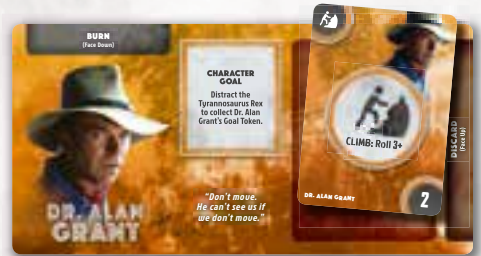 BURN
(Face Down)
CHARACTER
GOAL
Distract the
Tyrannosaurus Rex
to collect Dr. Alan
Grant's Goal Token.
"Don't move.
He can't see us if
we don't move."
DR. ALAN
GRANT
CLIMB: Roll 3+
DR. ALAN GRANT
2
DISCARD
(Face Up)